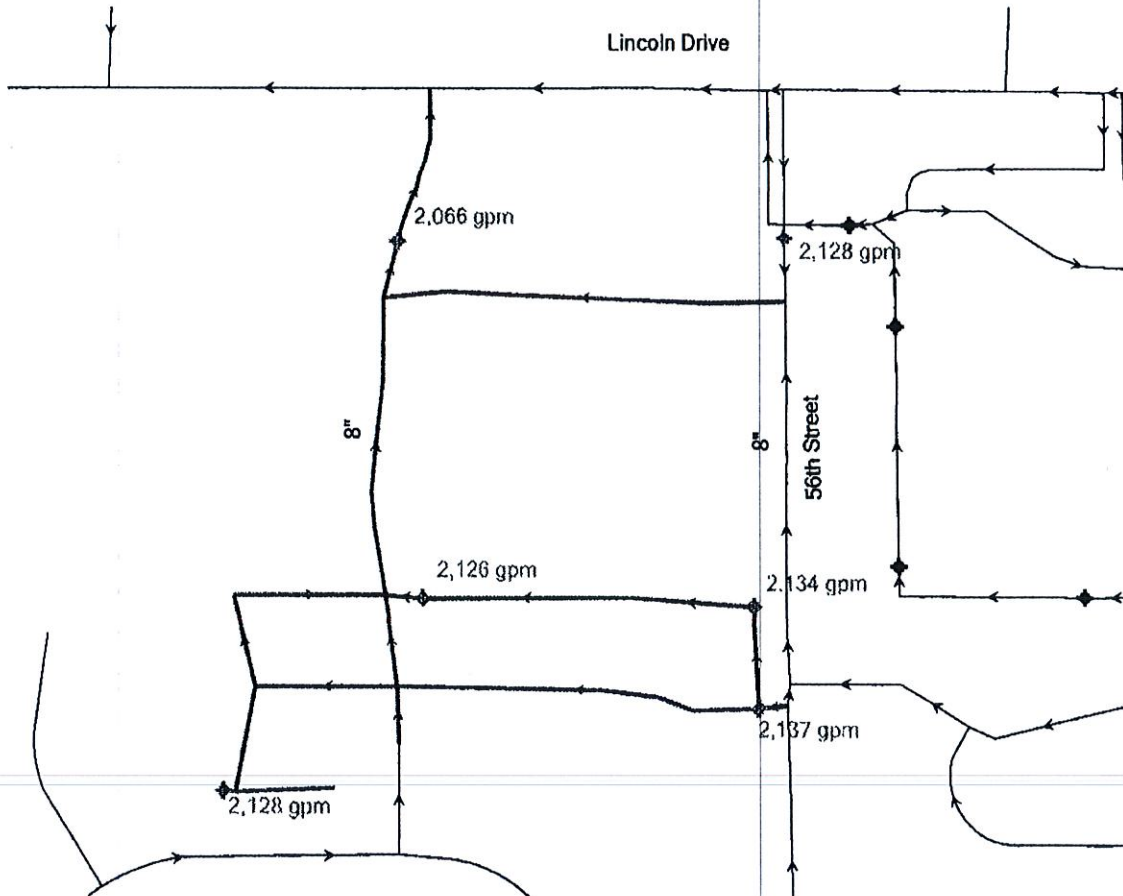 Lincoln Drive
2,066 gpm
2,128 gpm
8"
8"
56th Street
2,126 gpm
2.134 gpm
2,137 gpm
2,128 gpm